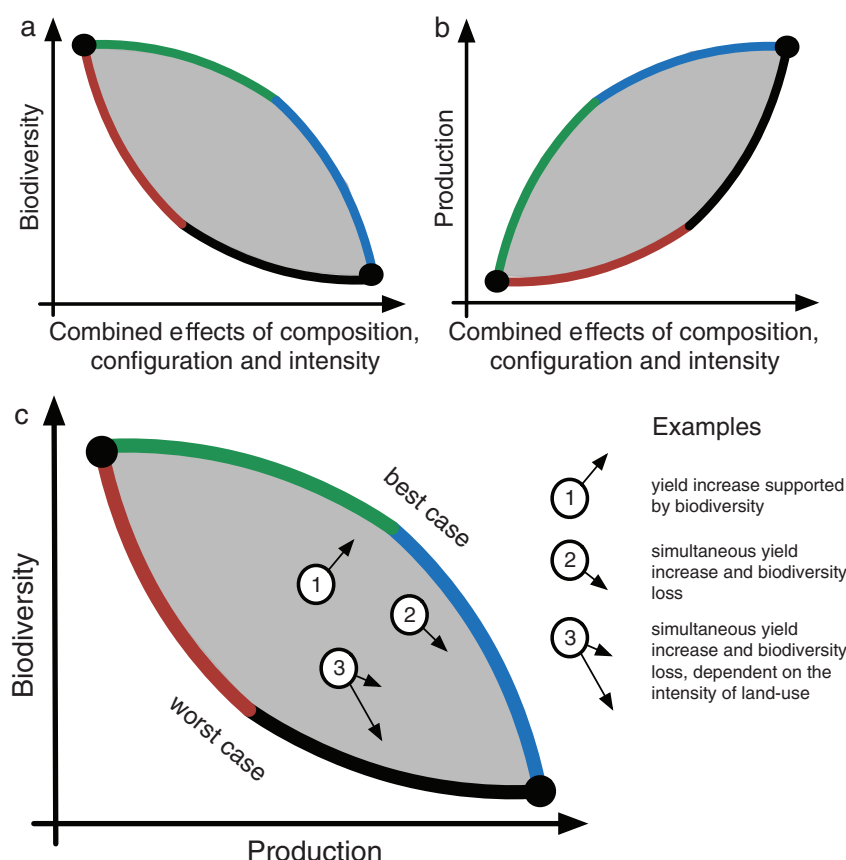 a
Biodiversity
Combined effects of composition,
configuration and intensity
b
Production
Combined effects of composition,
configuration and intensity
c
Biodiversity
Production
best case
worst case
1
2
3
Examples
1
yield increase supported
by biodiversity
2
simultaneous yield
increase and biodiversity
loss
3
simultaneous yield
increase and biodiversity
loss, dependent on the
intensity of land-use